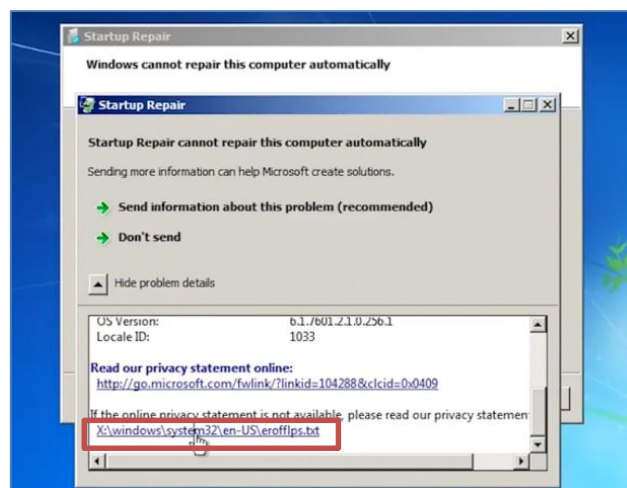 Startup Repair
Windows cannot repair this computer automatically
Startup Repair
Startup Repair cannot repair this computer automatically
Sending more information can help Microsoft create solutions.
Send information about this problem (recommended)
Don't send
Hide problem details
OS Version: 6.1.7601.2.1.0.256.1
Locale ID: 1033
Read our privacy statement online:
http://go.microsoft.com/fwlink/?linkid=104288&clcid=0x0409
If the online privacy statement is not available, please read our privacy statemen
X:\windows\system32\en-US\erofflps.txt